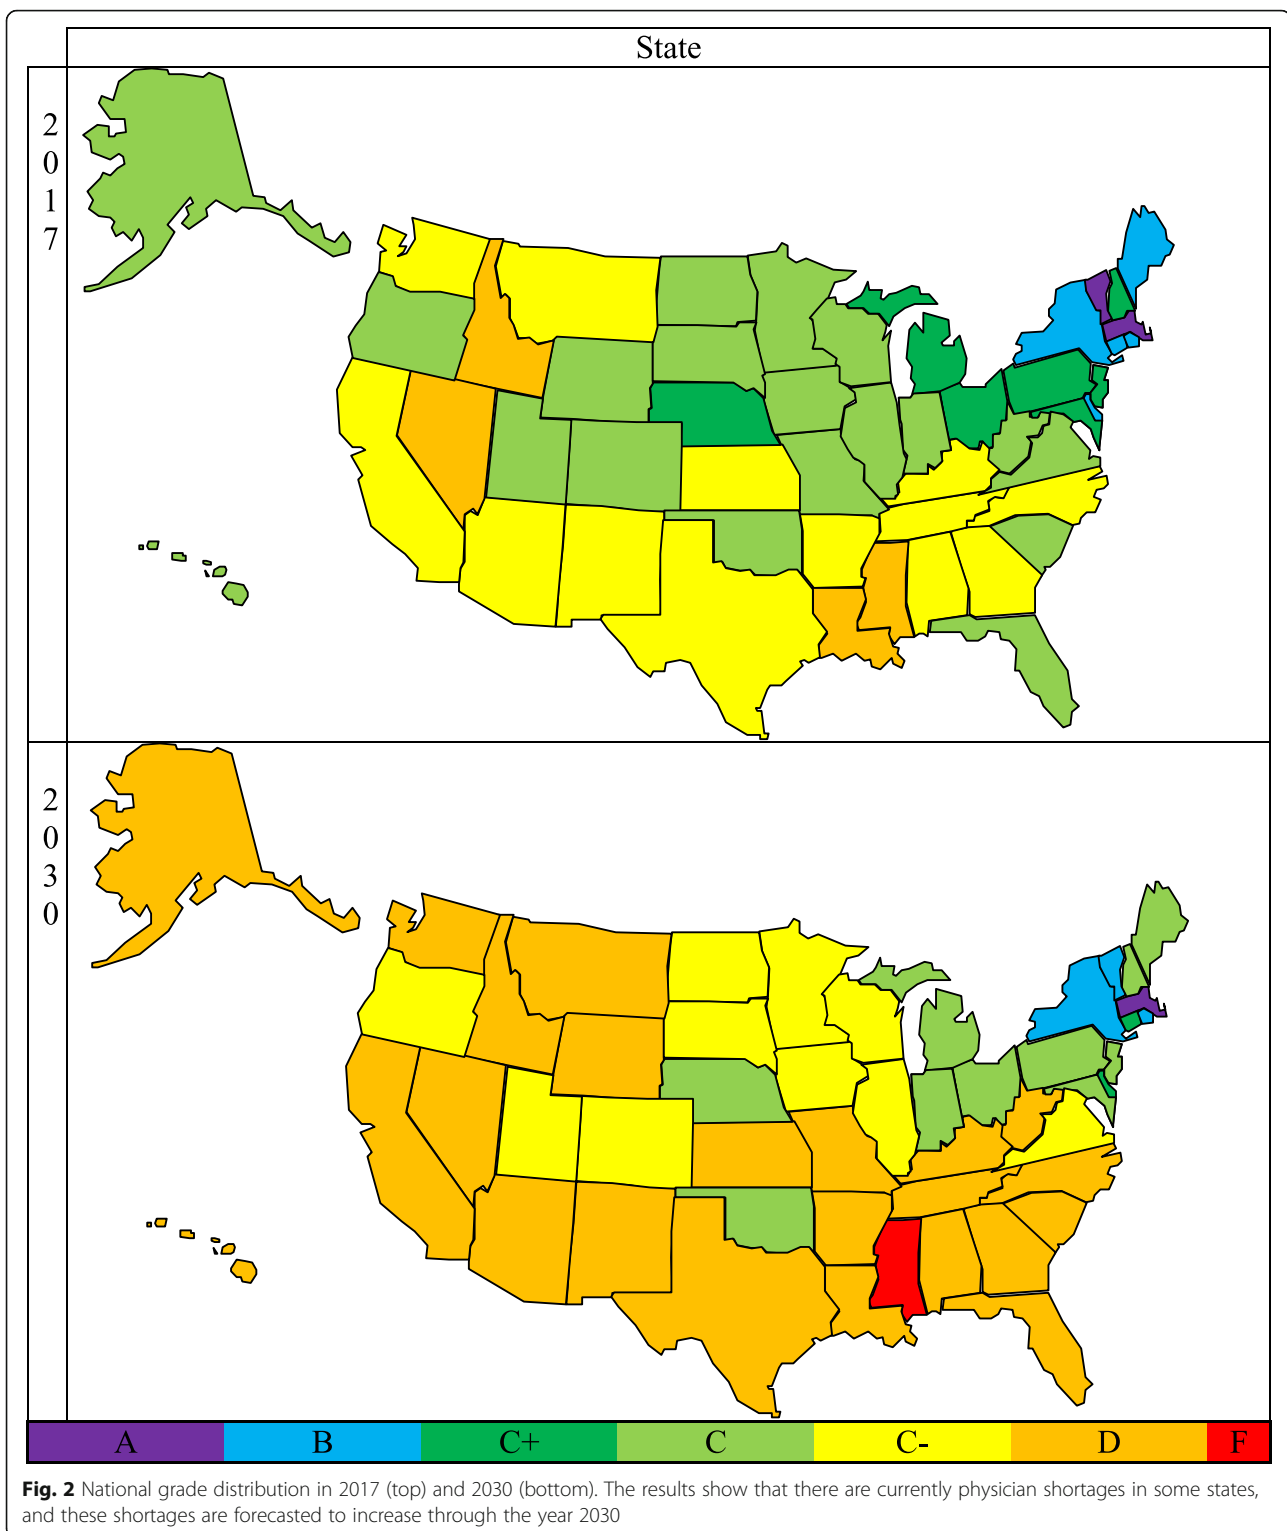 State
2
0
1
7
2
0
3
0
A B C+ C C- D F
Fig. 2 National grade distribution in 2017 (top) and 2030 (bottom). The results show that there are currently physician shortages in some states,
and these shortages are forecasted to increase through the year 2030